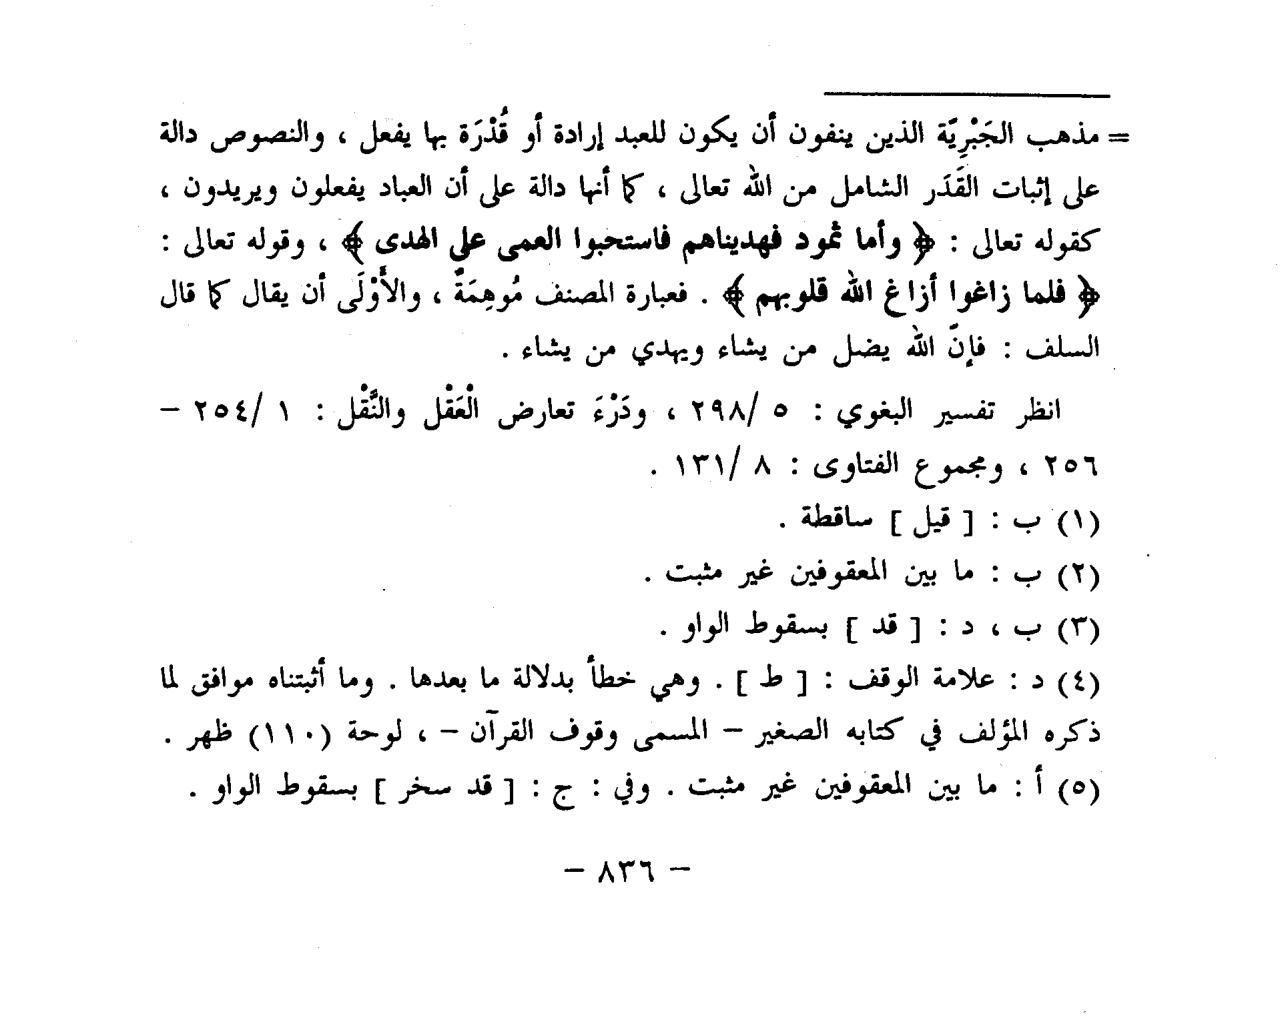 = مذهب الجَبْرِيَّة الذين ينفون أن يكون للعبد إرادة أو قُدْرَة بها يفعل ، والنصوص دالة
على إثبات القَدَر الشامل من الله تعالى ، كما أنها دالة على أن العباد يفعلون ويريدون ،
كقوله تعالى : ﴿ وأما ثمود فهديناهم فاستحبوا العمى على الهدى ﴾ ، وقوله تعالى :
﴿ فلما زاغوا أزاغ الله قلوبهم ﴾ . فعبارة المصنف مُوهِمَةٌ ، والأَوْلَى أن يقال كما قال
السلف : فإنّ الله يضل من يشاء ويهدي من يشاء .
انظر تفسير البغوي : ٥ /٢٩٨ ، ودَرْءَ تعارض الْعَقْل والنَّقْل : ١ /٢٥٤ –
٢٥٦ ، ومجموع الفتاوى : ٨ /١٣١ .
(١) ب : [ قيل ] ساقطة .
(٢) ب : ما بين المعقوفين غير مثبت .
(٣) ب ، د : [ قد ] بسقوط الواو .
(٤) د : علامة الوقف : [ ط ] . وهي خطأ بدلالة ما بعدها . وما أثبتناه موافق لما
ذكره المؤلف في كتابه الصغير – المسمى وقوف القرآن – ، لوحة (١١٠) ظهر .
(٥) أ : ما بين المعقوفين غير مثبت . وفي : ج : [ قد سخر ] بسقوط الواو .
– ٨٣٦ –